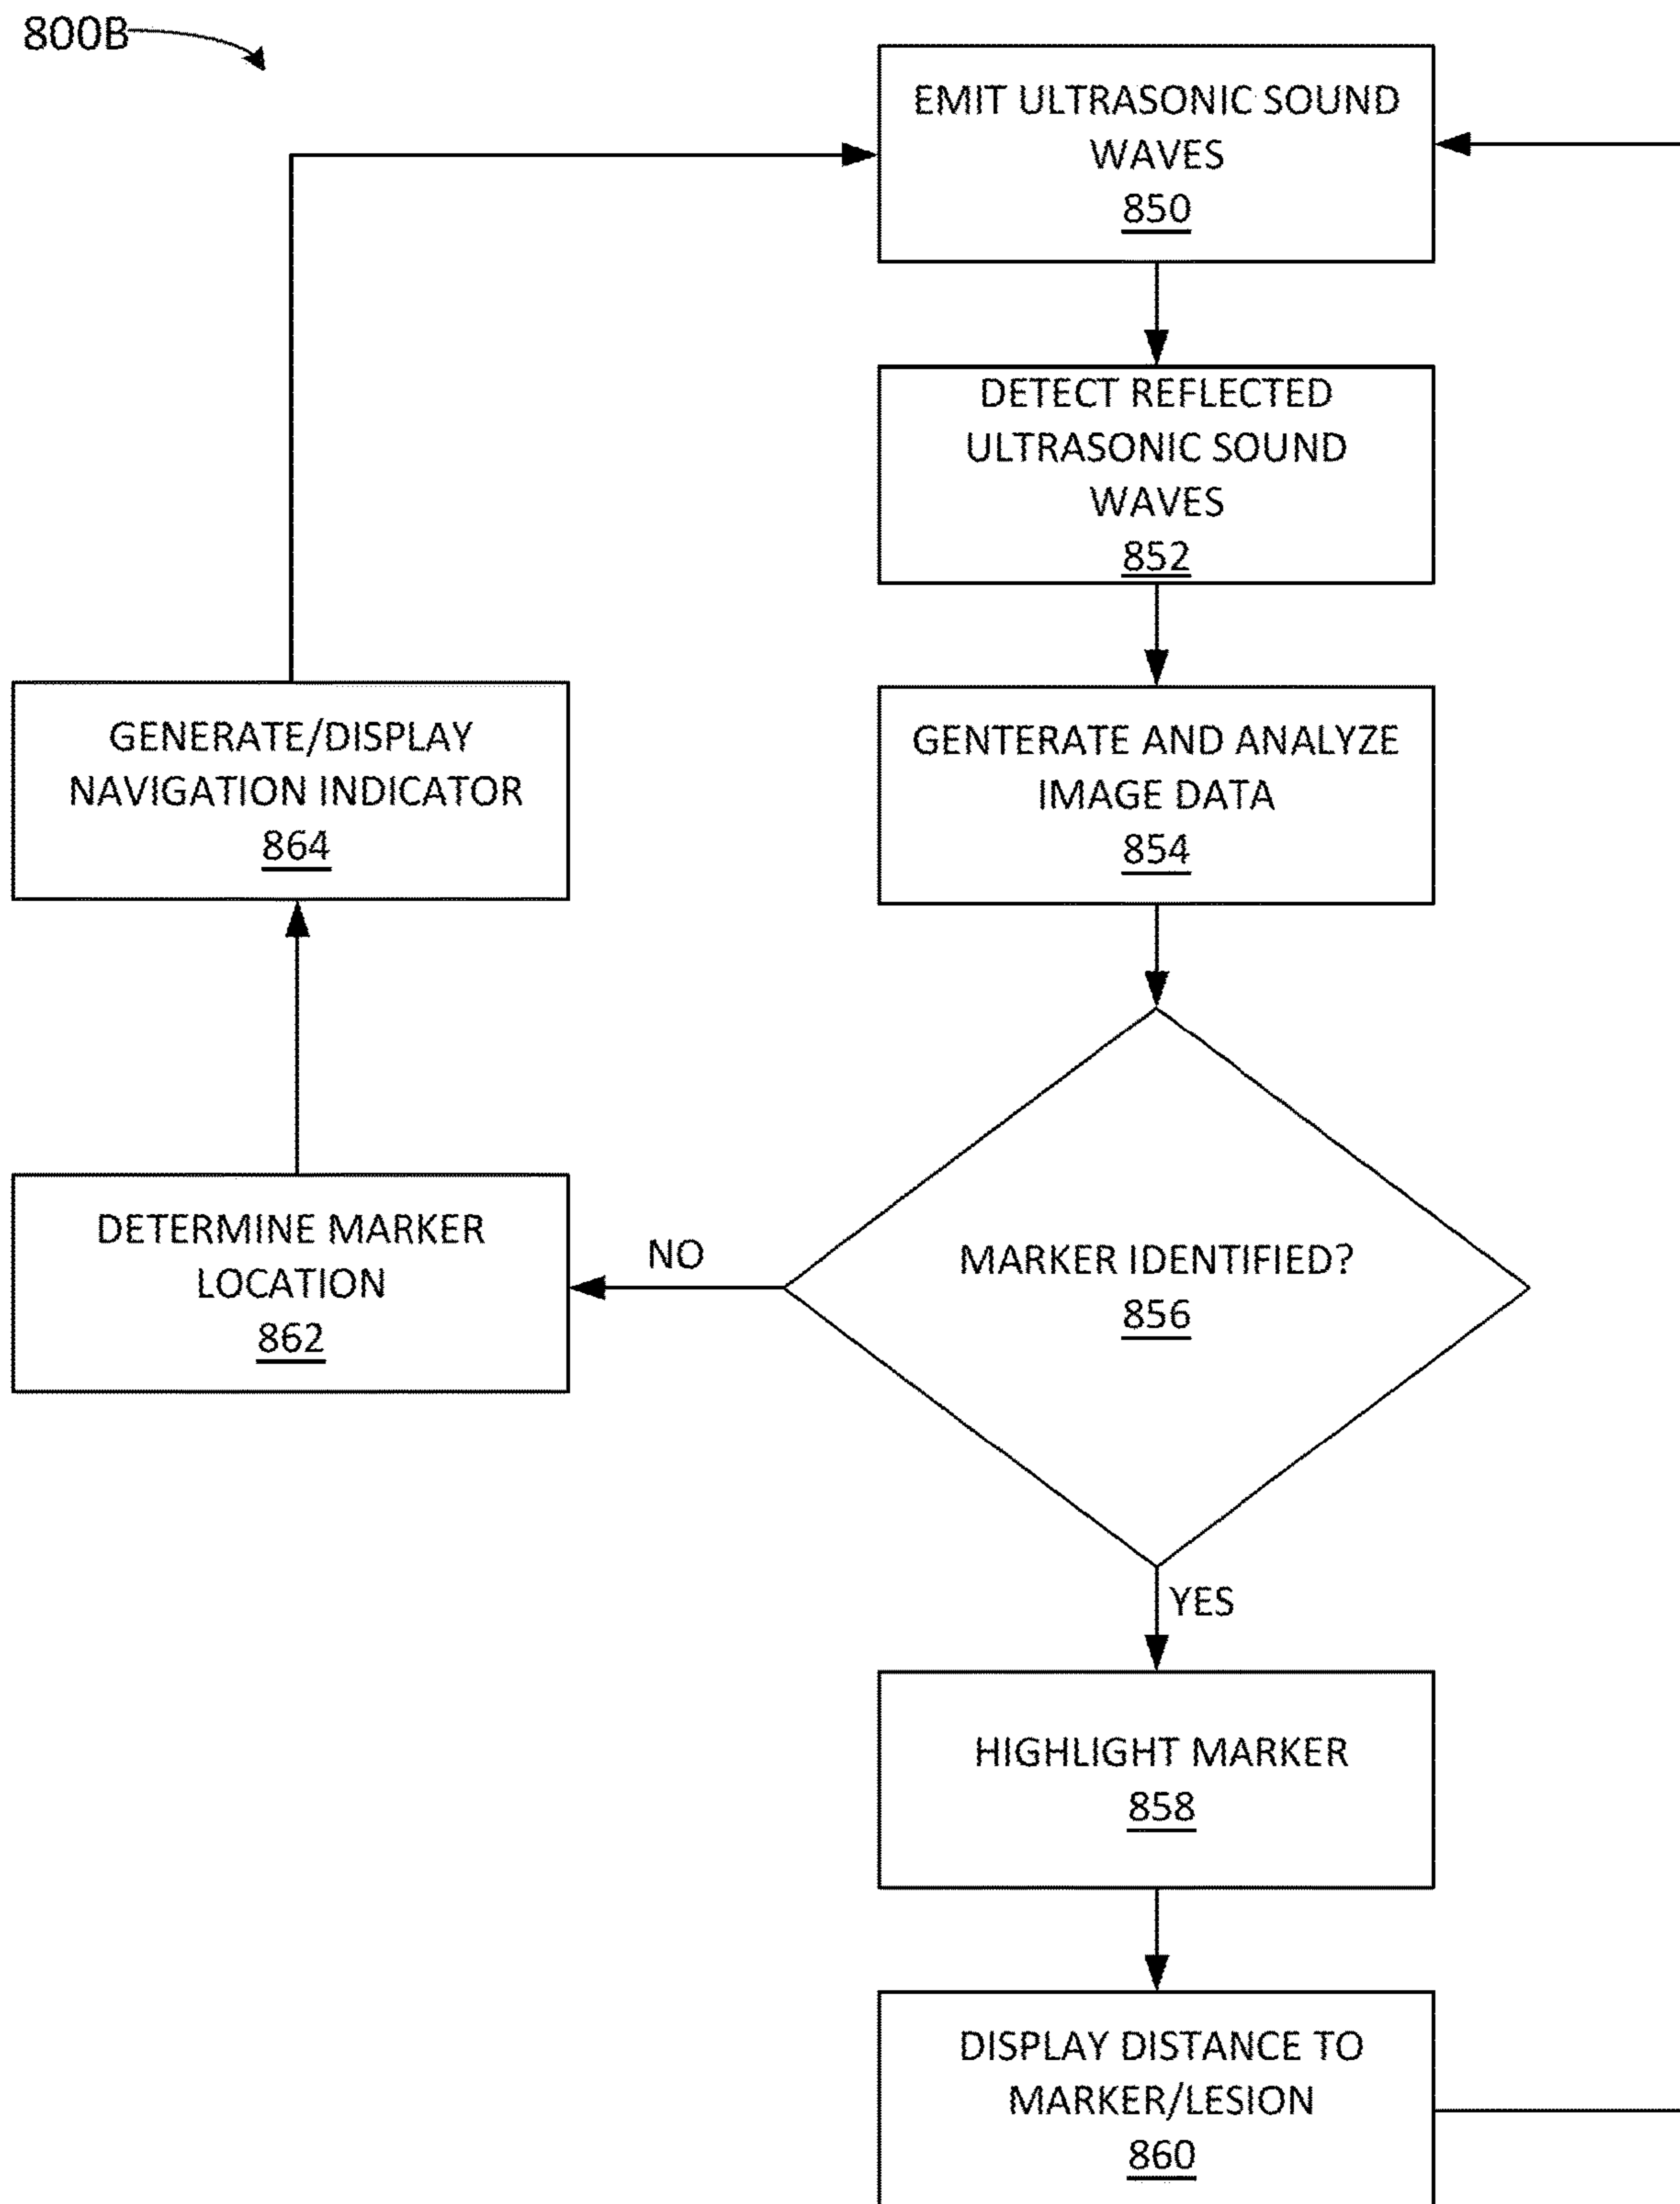 800B
EMIT ULTRASONIC SOUND
WAVES
850
DETECT REFLECTED
ULTRASONIC SOUND
WAVES
852
GENTERATE AND ANALYZE
IMAGE DATA
854
GENERATE/DISPLAY
NAVIGATION INDICATOR
864
MARKER IDENTIFIED?
856
NO
DETERMINE MARKER
LOCATION
862
YES
HIGHLIGHT MARKER
858
DISPLAY DISTANCE TO
MARKER/LESION
860